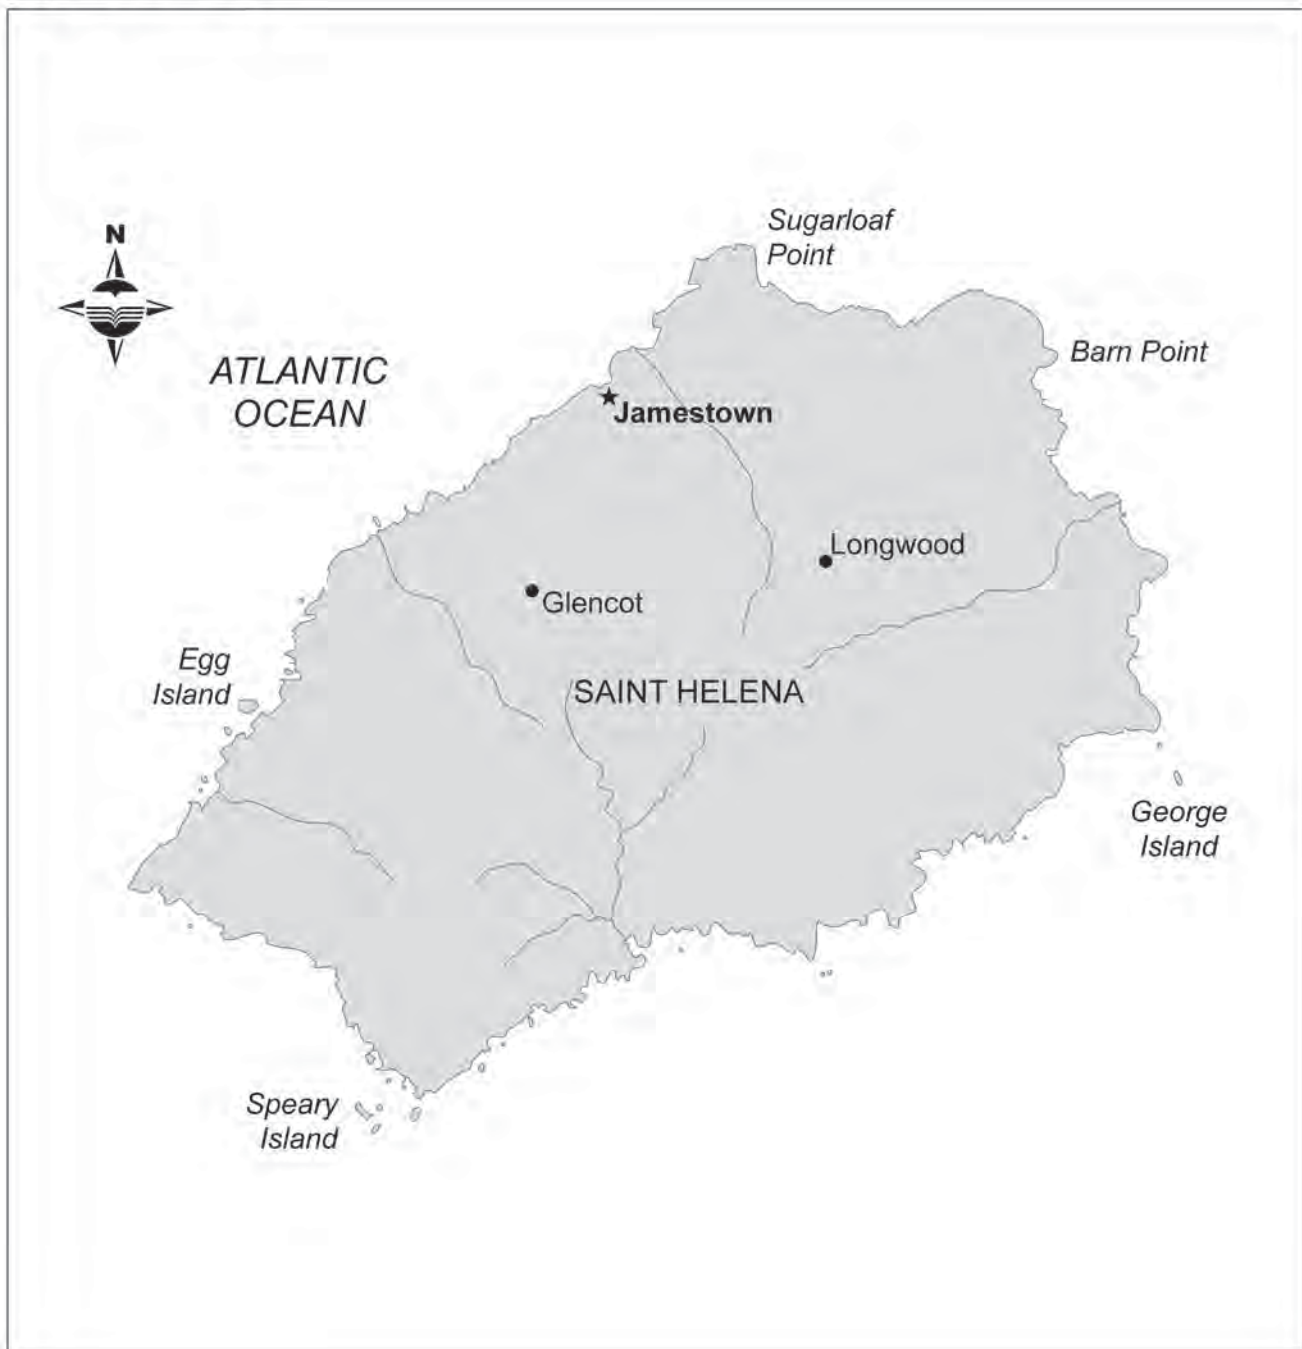 Sugarloaf
Point
N
Barn Point
ATLANTIC
OCEAN
Jamestown
Longwood
Glencot
Egg
Island
SAINT HELENA
George
Island
Speary
Island